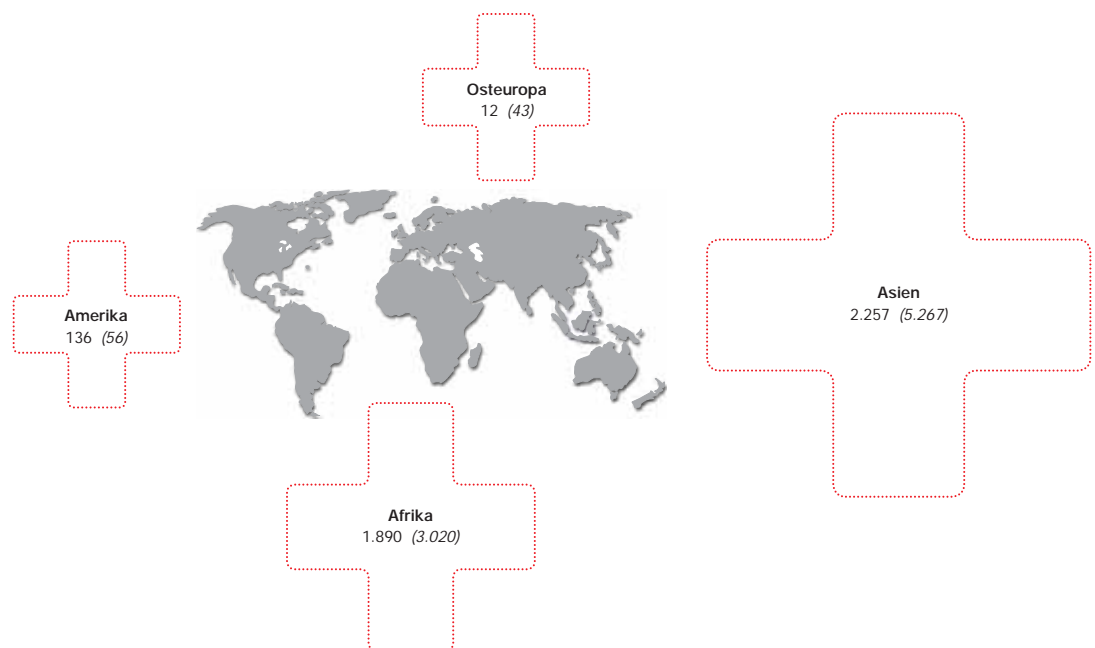 Osteuropa
12 (43)
Amerika
136 (56)
Asien
2.257 (5.267)
Afrika
1.890 (3.020)